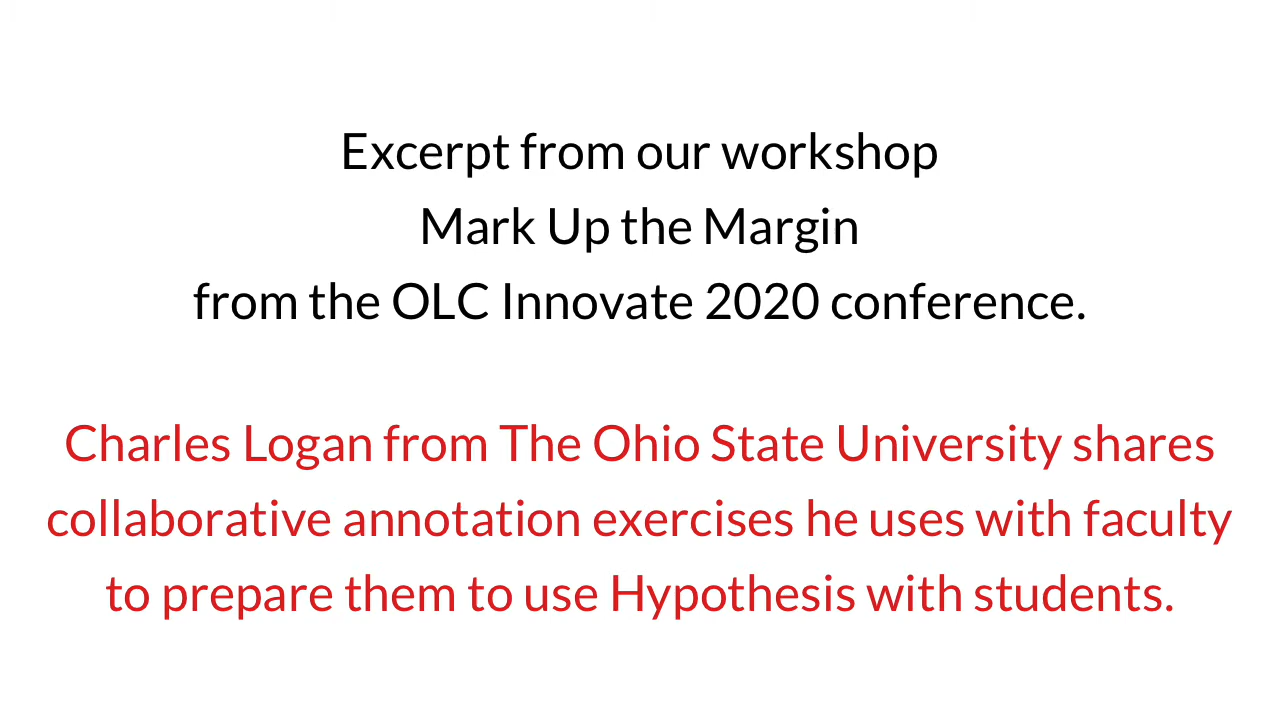 Excerpt from our workshop
Mark Up the Margin
from the OLC Innovate 2020 conference.
Charles Logan from The Ohio State University shares
collaborative annotation exercises he uses with faculty
to prepare them to use Hypothesis with students.